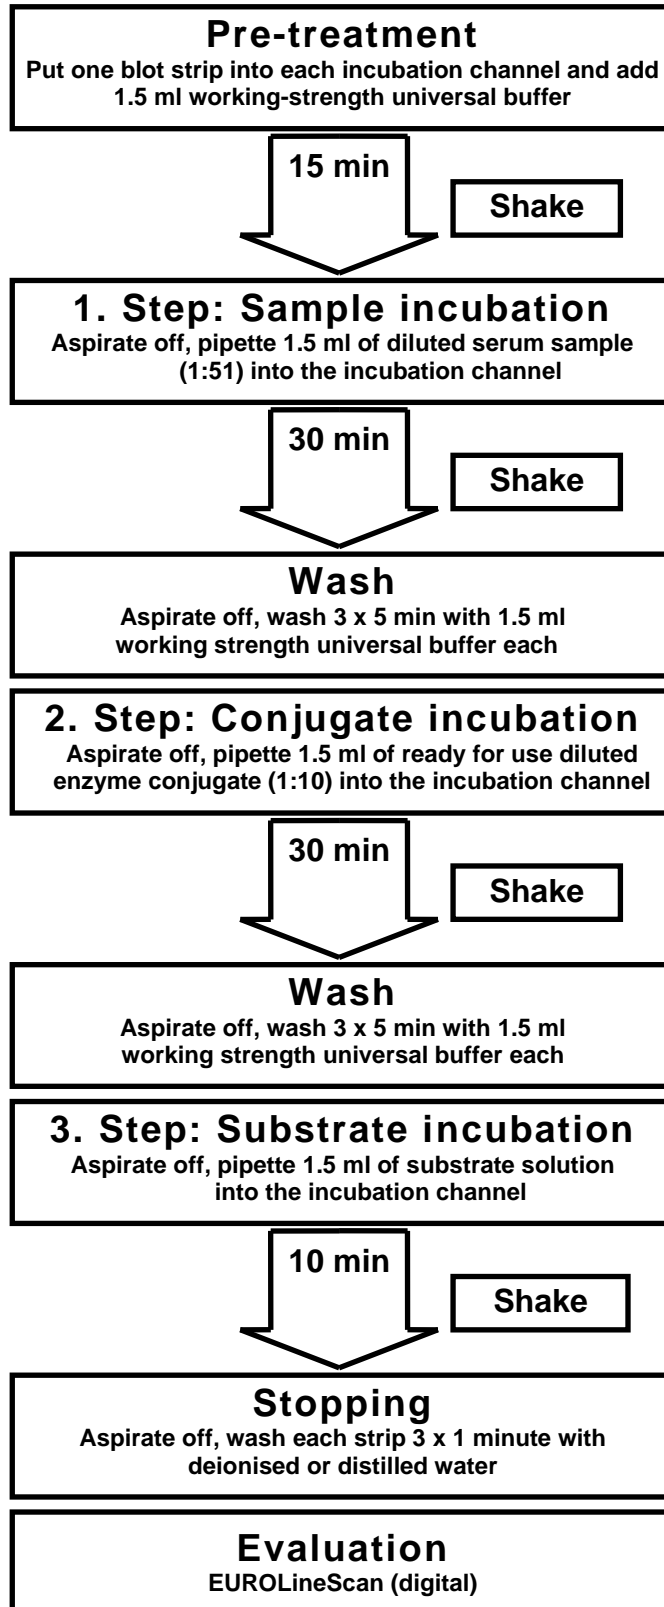 Pre-treatment
Put one blot strip into each incubation channel and add
1.5 ml working-strength universal buffer
15 min
Shake
1. Step: Sample incubation
Aspirate off, pipette 1.5 ml of diluted serum sample
(1:51) into the incubation channel
30 min
Shake
Wash
Aspirate off, wash 3 x 5 min with 1.5 ml
working strength universal buffer each
2. Step: Conjugate incubation
Aspirate off, pipette 1.5 ml of ready for use diluted
enzyme conjugate (1:10) into the incubation channel
30 min
Shake
Wash
Aspirate off, wash 3 x 5 min with 1.5 ml
working strength universal buffer each
3. Step: Substrate incubation
Aspirate off, pipette 1.5 ml of substrate solution
into the incubation channel
10 min
Shake
Stopping
Aspirate off, wash each strip 3 x 1 minute with
deionised or distilled water
Evaluation
EUROLineScan (digital)